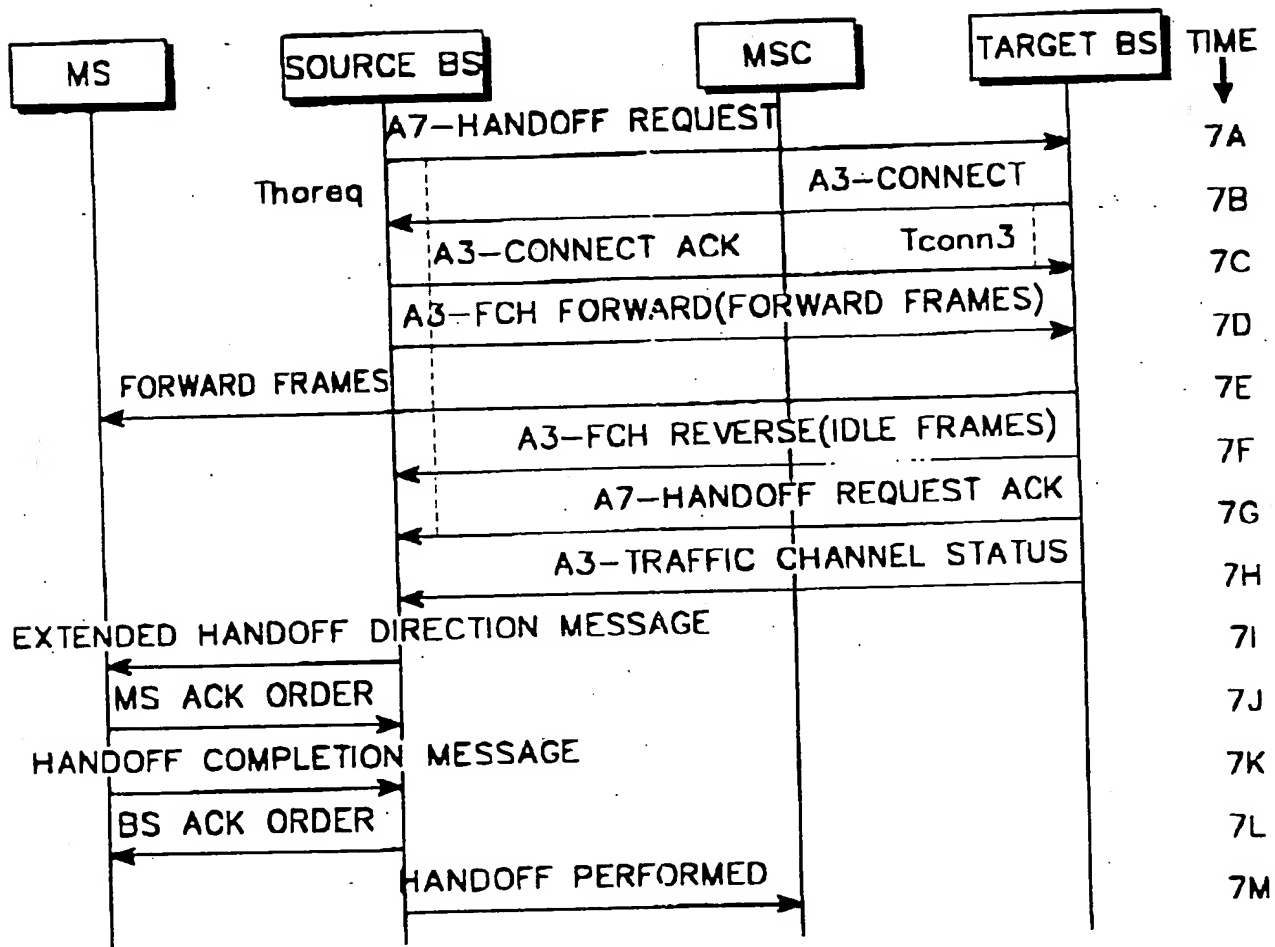 MS
SOURCE BS
MSC
TARGET BS
TIME
A7-HANDOFF REQUEST
7A
Thoreq
A3-CONNECT
7B
A3-CONNECT ACK
Tconn3
7C
A3-FCH FORWARD(FORWARD FRAMES)
7D
FORWARD FRAMES
7E
A3-FCH REVERSE(IDLE FRAMES)
7F
A7-HANDOFF REQUEST ACK
7G
A3-TRAFFIC CHANNEL STATUS
7H
EXTENDED HANDOFF DIRECTION MESSAGE
7I
MS ACK ORDER
7J
HANDOFF COMPLETION MESSAGE
7K
BS ACK ORDER
7L
HANDOFF PERFORMED
7M